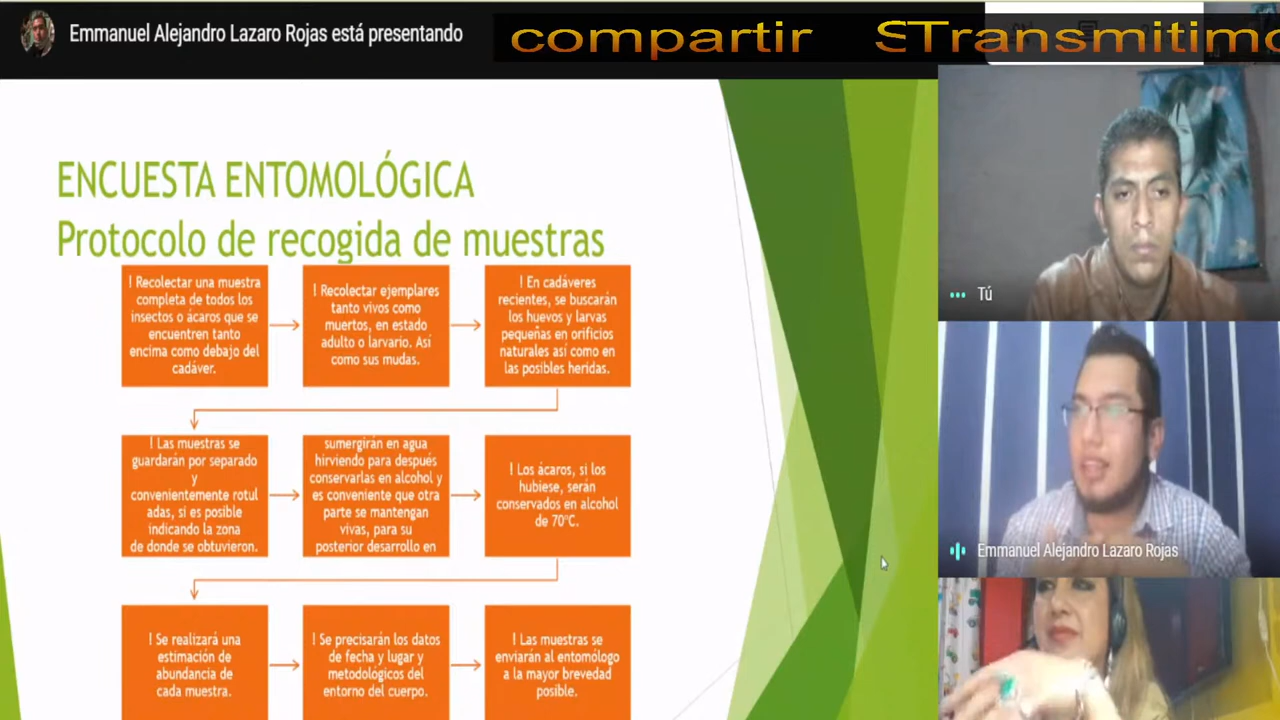 Emmanuel Alejandro Lazaro Rojas está presentando
compartir STransmitimo
ENCUESTA ENTOMOLÓGICA
Protocolo de recogida de muestras
! Recolectar una muestra
completa de todos los
insectos o ácaros que se
encuentren tanto
encima como debajo del
cadáver.
! Recolectar ejemplares
tanto vivos como
muertos, en estado
adulto o larvario. Así
como sus mudas.
! En cadáveres
recientes, se buscarán
los huevos y larvas
pequeñas en orificios
naturales así como en
las posibles heridas.
! Las muestras se
guardarán por separado
y
convenientemente rotul
adas, si es posible
indicando la zona
de donde se obtuvieron.
sumergirán en agua
hirviendo para después
conservarlas en alcohol y
es conveniente que otra
parte se mantengan
vivas, para su
posterior desarrollo en
! Los ácaros, si los
hubiese, serán
conservados en alcohol
de 70ºC.
! Se realizará una
estimación de
abundancia de
cada muestra.
! Se precisarán los datos
de fecha y lugar y
metodológicos del
entorno del cuerpo.
! Las muestras se
enviarán al entomólogo
a la mayor brevedad
posible.
Tú
Emmanuel Alejandro Lazaro Rojas